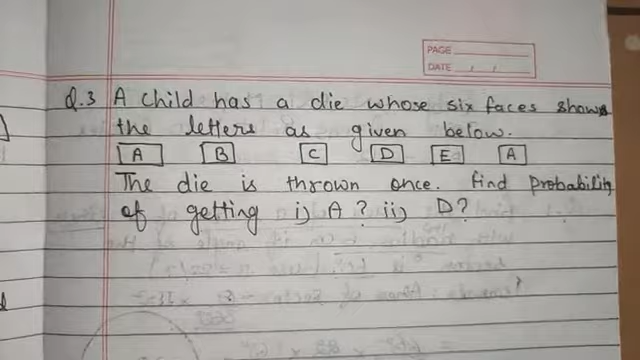 PAGE
DATE / /
Q.3 A child has a die whose six faces shows
the letters as given below.
A B C D E A
The die is thrown once. find probability
of getting i) A ? ii) D?